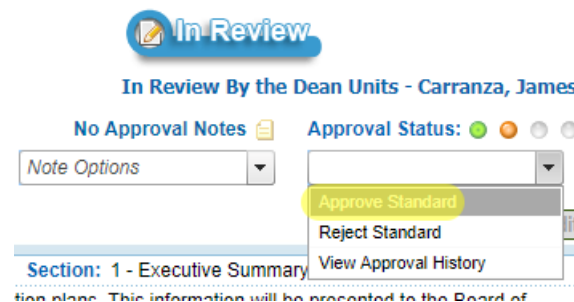 In Review
In Review By the Dean Units - Carranza, James
No Approval Notes Approval Status:
Note Options
Approve Standard
Reject Standard
View Approval History
Section: 1 - Executive Summary
tion plans. This information will be presented to the Board of